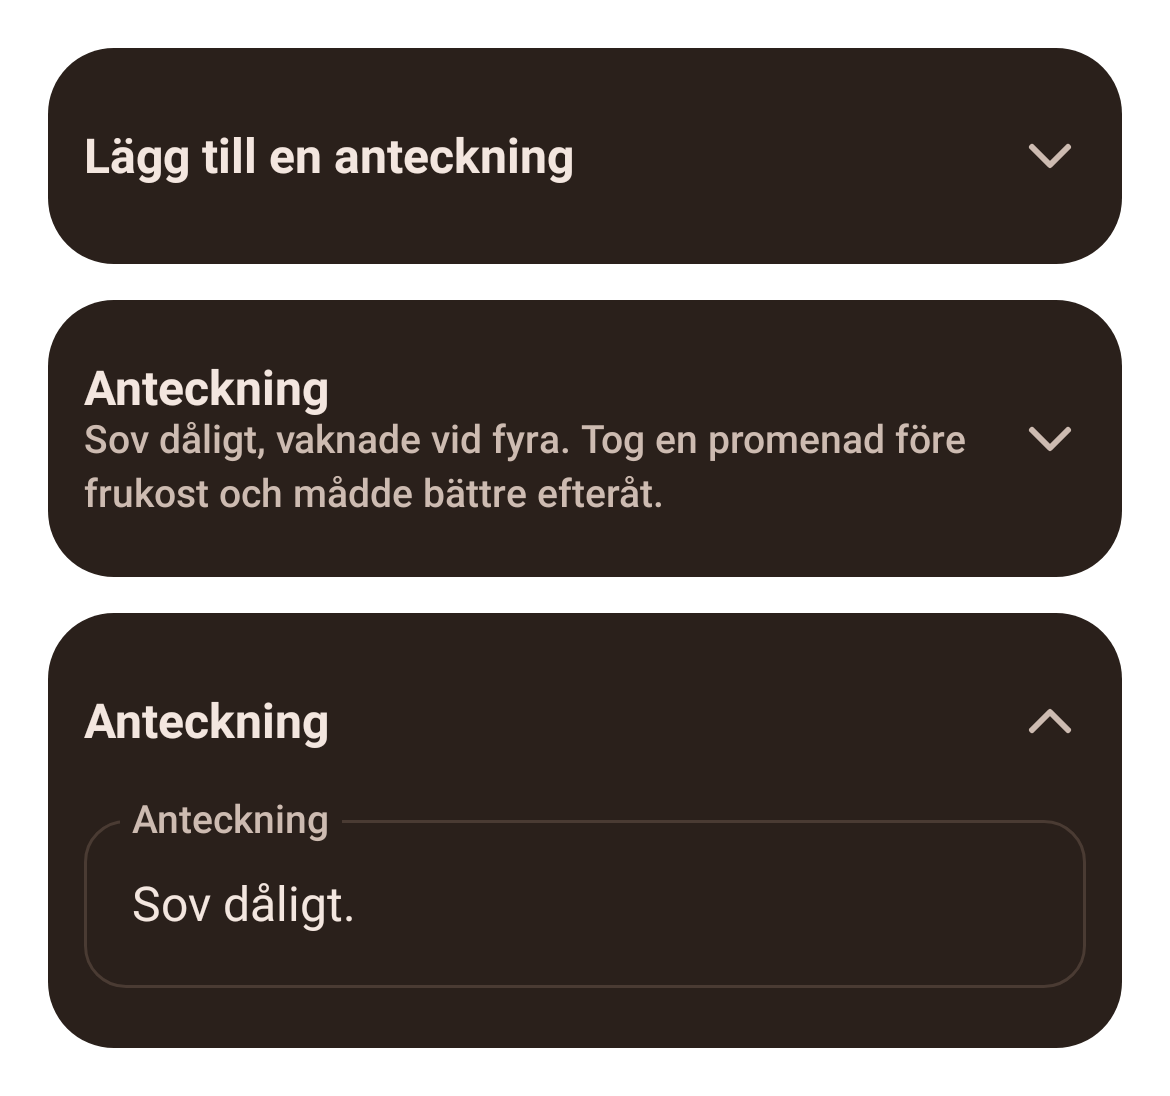 Lägg till en anteckning
Anteckning
Sov dåligt, vaknade vid fyra. Tog en promenad före
frukost och mådde bättre efteråt.
Anteckning
Anteckning
Sov dåligt.